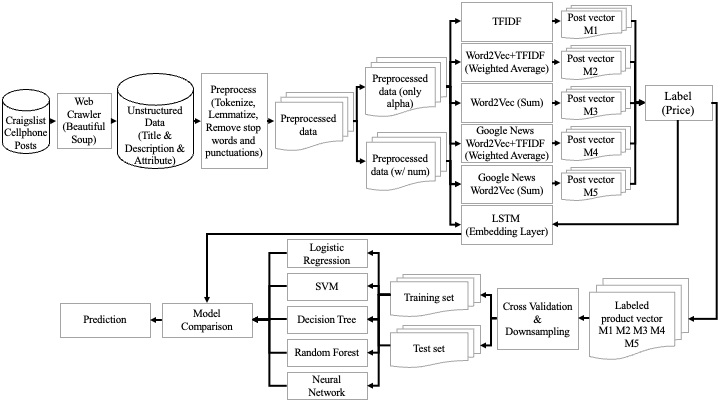 Craigslist
Cellphone
Posts
Web
Crawler
(Beautiful
Soup)
Unstructured
Data
(Title &
Description &
Attribute)
Preprocess
(Tokenize,
Lemmatize,
Remove stop
words and
punctuations)
Preprocessed
data
Preprocessed
data (only
alpha)
Preprocessed
data (w/ num)
TFIDF
Word2Vec+TFIDF
(Weighted Average)
Word2Vec (Sum)
Google News
Word2Vec+TFIDF
(Weighted Average)
Google News
Word2Vec (Sum)
LSTM
(Embedding Layer)
Post vector
M1
Post vector
M2
Post vector
M3
Post vector
M4
Post vector
M5
Label
(Price)
Labeled
product vector
M1 M2 M3 M4
M5
Cross Validation
&
Downsampling
Training set
Test set
Logistic
Regression
SVM
Decision Tree
Random Forest
Neural
Network
Model
Comparison
Prediction